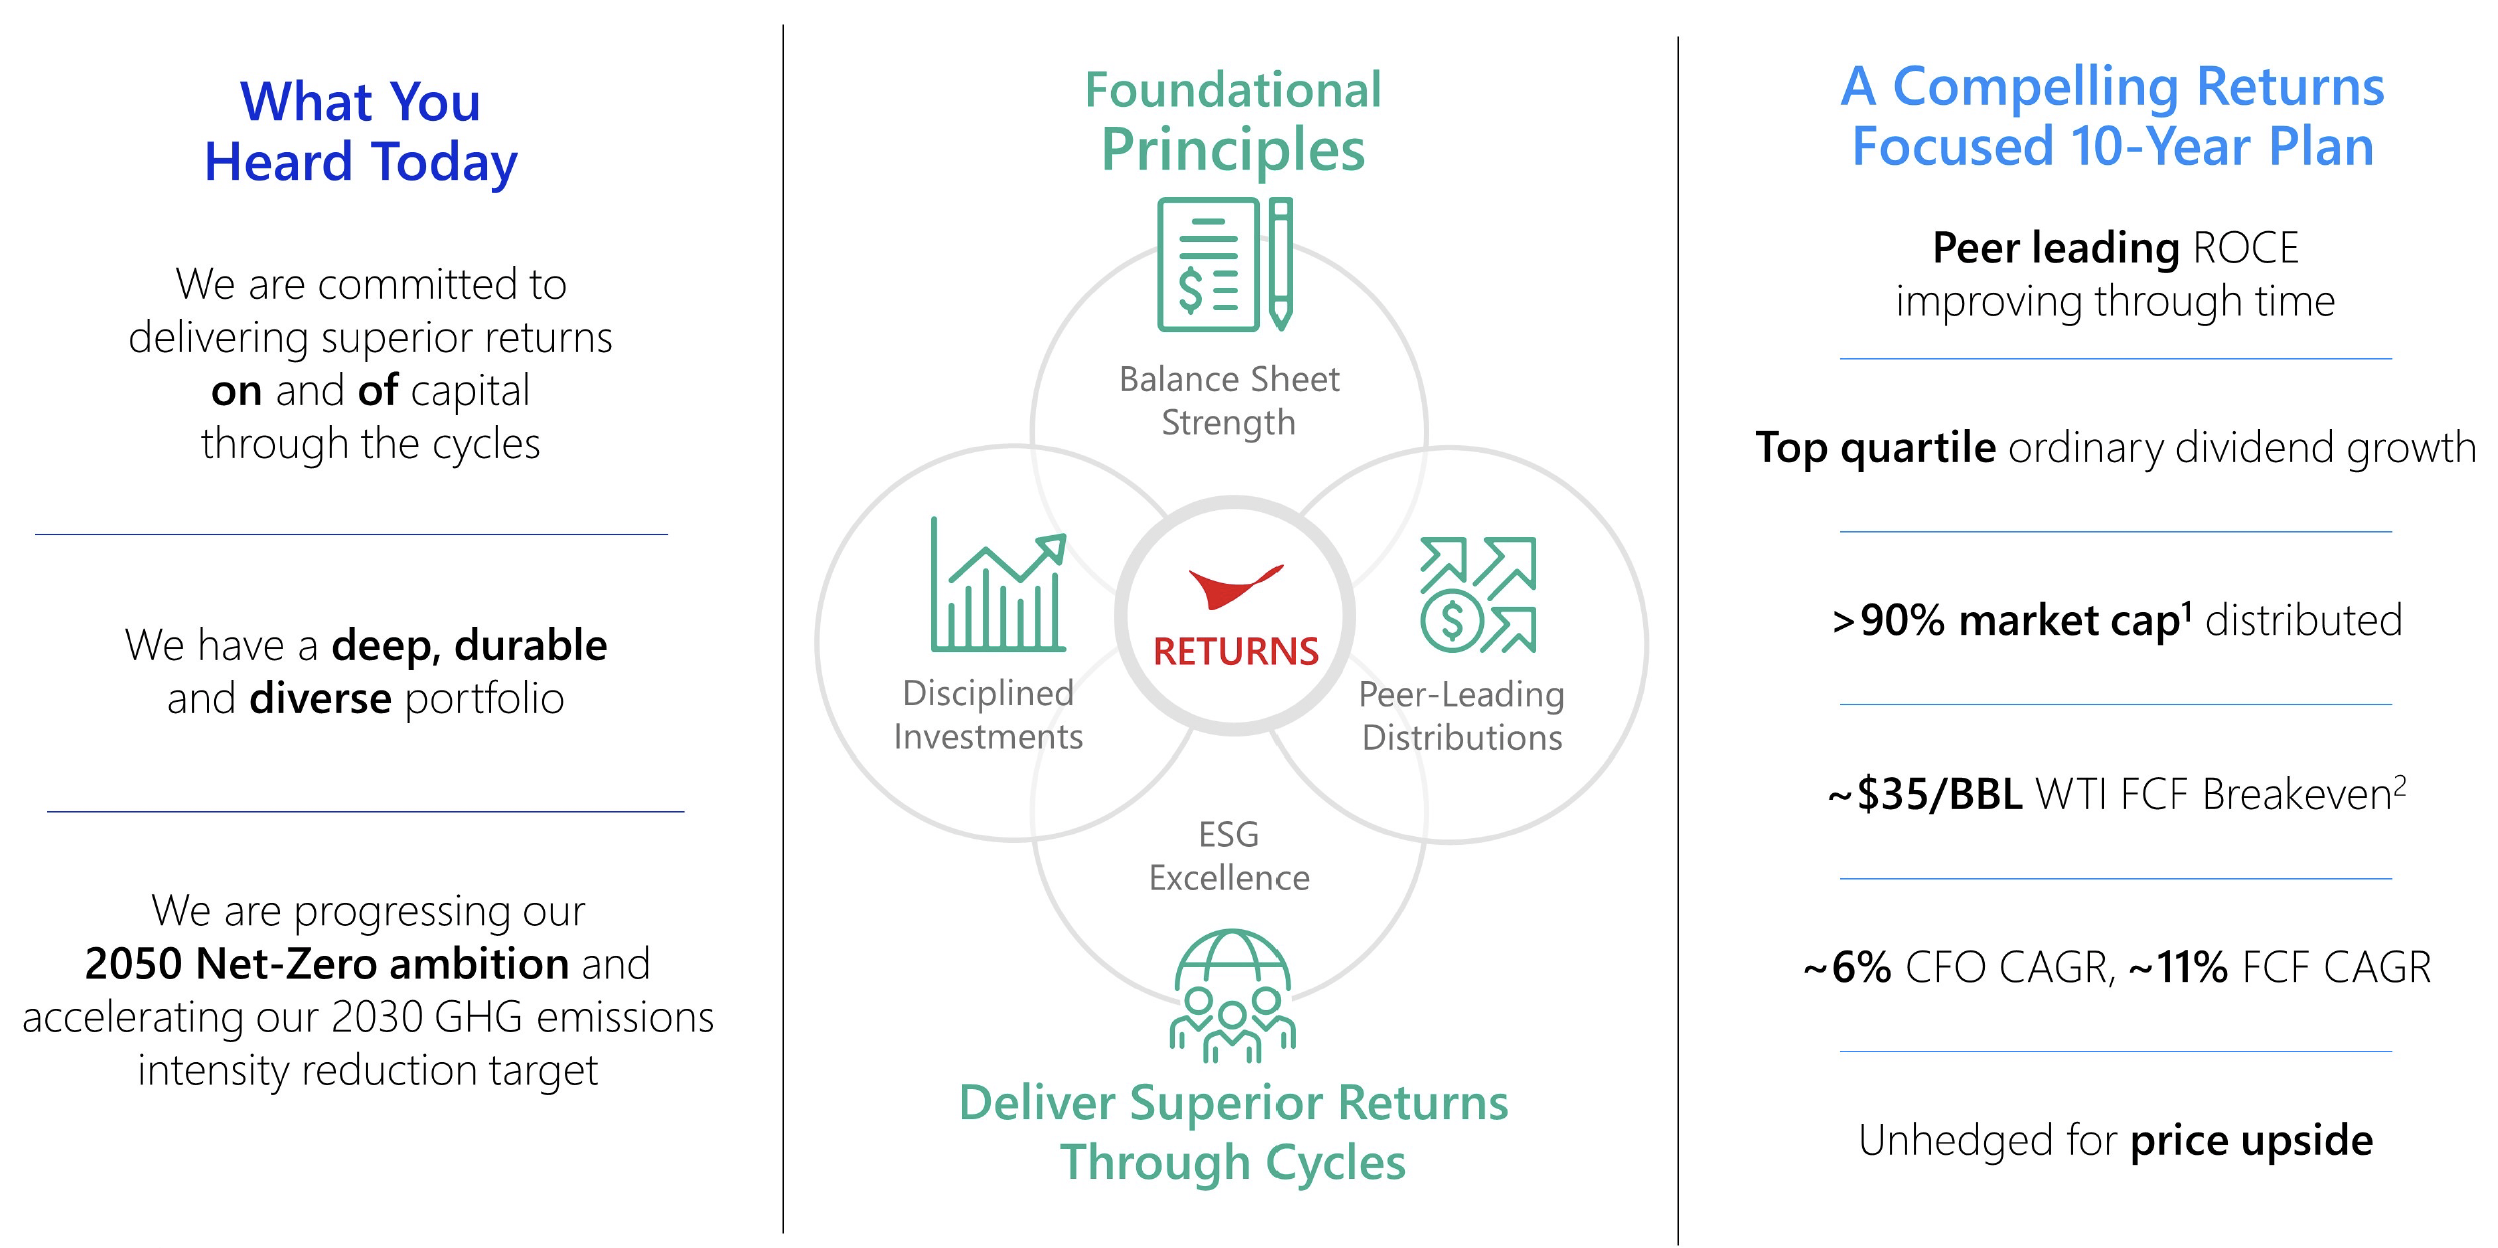 What You
Heard Today
We are committed to
delivering superior returns
on and of capital
through the cycles
We have a deep, durable
and diverse portfolio
We are progressing our
2050 Net-Zero ambition and
accelerating our 2030 GHG emissions
intensity reduction target
Foundational
Principles
$
Balance Sheet
Strength
Disciplined
Investments
RETURNS
$
Peer-Leading
Distributions
ESG
Excellence
Deliver Superior Returns
Through Cycles
A Compelling Returns
Focused 10-Year Plan
Peer leading ROCE
improving through time
Top quartile ordinary dividend growth
>90% market cap¹ distributed
~$35/BBL WTI FCF Breakeven²
~6% CFO CAGR, ~11% FCF CAGR
Unhedged for price upside